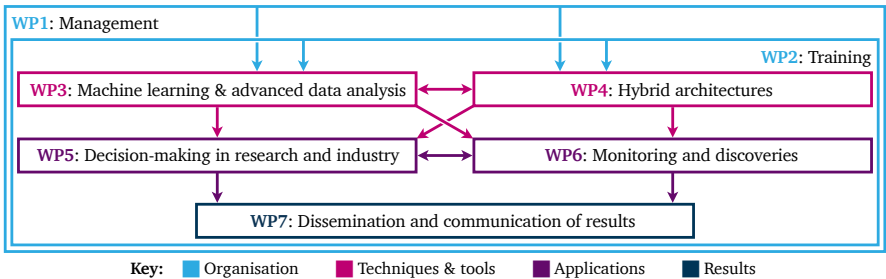 WP1: Management
WP2: Training
WP3: Machine learning & advanced data analysis
WP4: Hybrid architectures
WP5: Decision-making in research and industry
WP6: Monitoring and discoveries
WP7: Dissemination and communication of results
Key: Organisation Techniques & tools Applications Results